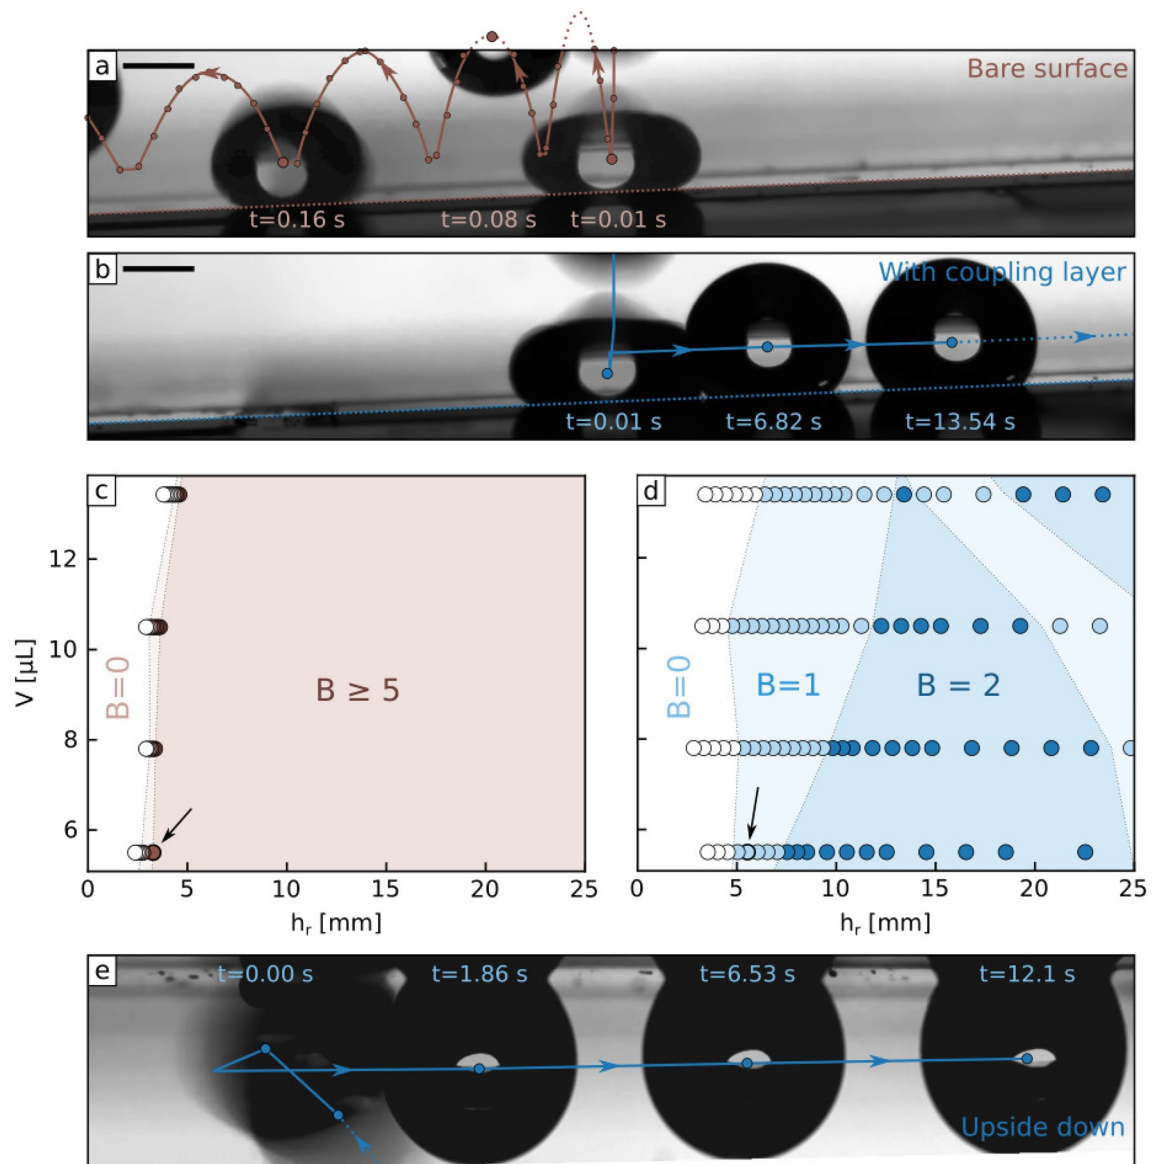 a
Bare surface
t=0.16 s
t=0.08 s
t=0.01 s
b
With coupling layer
t=0.01 s
t=6.82 s
t=13.54 s
c
V [μL]
12
10
8
6
B=0
B ≥ 5
0
5
10
15
20
25
h_r [mm]
d
B=0
B=1
B = 2
0
5
10
15
20
25
h_r [mm]
e
t=0.00 s
t=1.86 s
t=6.53 s
t=12.1 s
Upside down